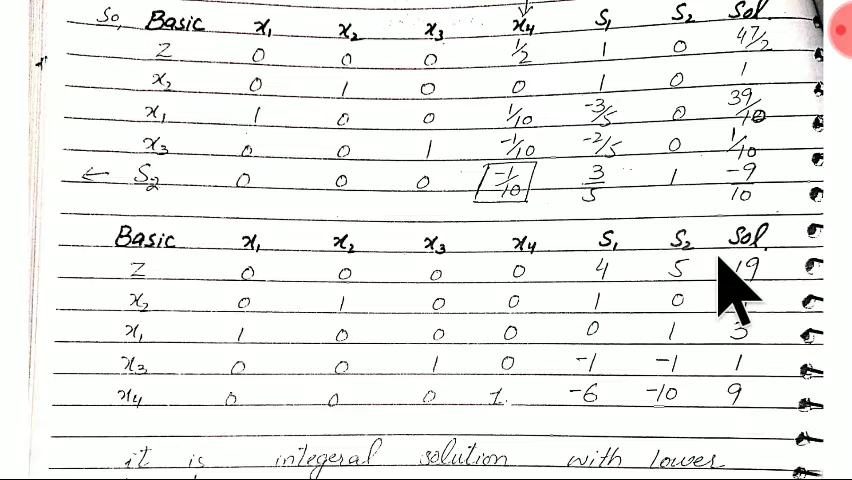 So, Basic x₁ x₂ x₃ x₄ S₁ S₂ Sol.
Z 0 0 0 1/2 1 0 47/2
x₂ 0 1 0 0 1 0 1
x₁ 1 0 0 1/10 -3/5 0 39/10
x₃ 0 0 1 -1/10 -2/5 0 1/10
← S₂ 0 0 0 -1/10 3/5 1 -9/10
Basic x₁ x₂ x₃ x₄ S₁ S₂ Sol.
Z 0 0 0 0 4 5 19
x₂ 0 1 0 0 1 0
x₁ 1 0 0 0 0 1 3
x₃ 0 0 1 0 -1 -1 1
x₄ 0 0 0 1. -6 -10 9
it is integeral solution with lower